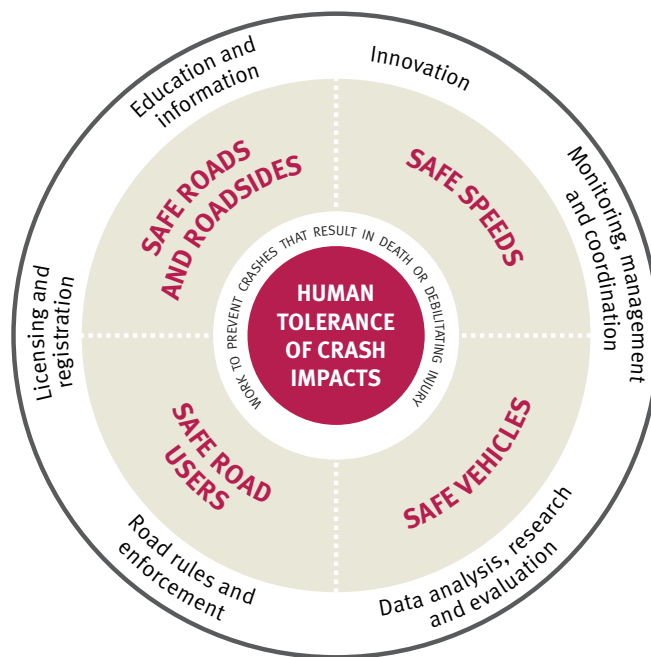 Education and
information
Innovation
Monitoring, management
and coordination
Data analysis, research
and evaluation
Road rules and
enforcement
Licensing and
registration
SAFE ROADS
AND ROADSIDES
SAFE SPEEDS
SAFE VEHICLES
SAFE ROAD
USERS
WORK TO PREVENT CRASHES THAT RESULT IN DEATH OR DEBILITATING INJURY
HUMAN
TOLERANCE
OF CRASH
IMPACTS